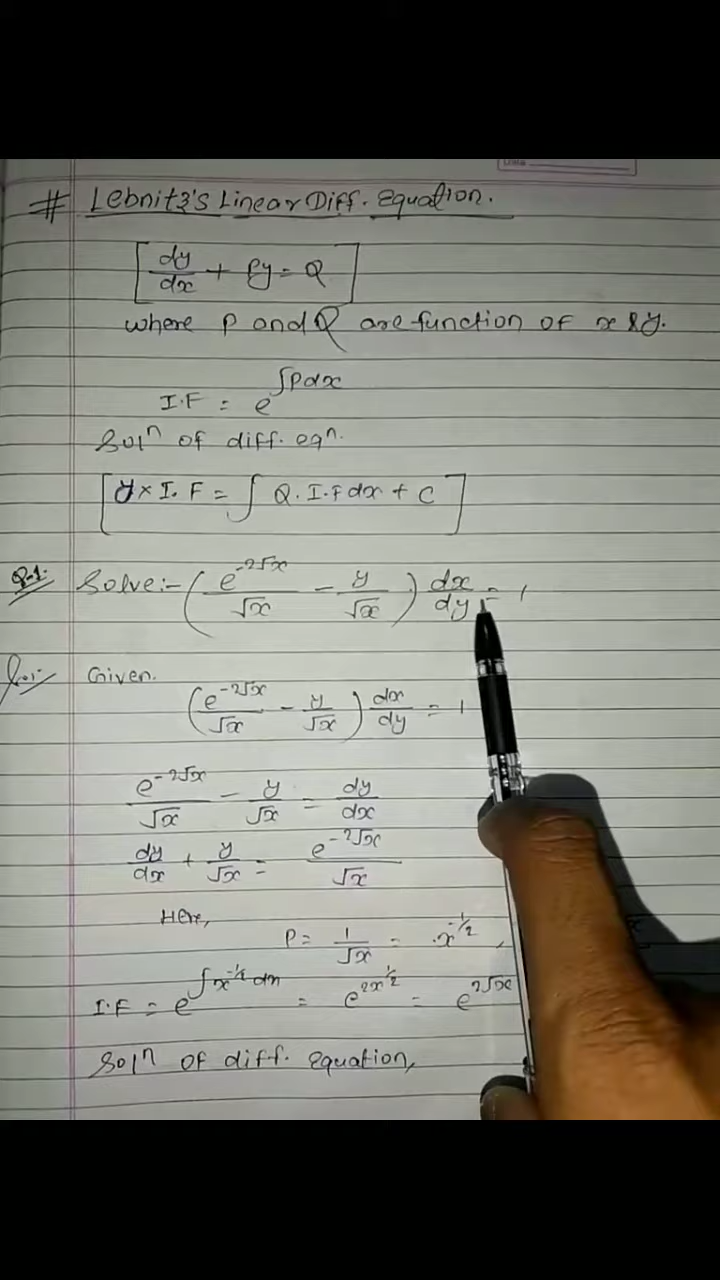 # Lebnitz's Linear Diff. Equation.
dy/dx + Py = Q
where P and Q are function of x & y.
I.F = e^∫Pdx
Solⁿ of diff. eqⁿ.
y × I.F = ∫ Q. I.F dx + C
Q-1. Solve:- (e^-2√x/√x - y/√x) dx/dy = 1
Sol:- Given.
(e^-2√x/√x - y/√x) dx/dy = 1
e^-2√x/√x - y/√x = dy/dx
dy/dx + y/√x = e^-2√x/√x
Here,
P = 1/√x = x^-1/2,
I.F = e^∫x^-1/2 dx = e^2x^1/2 = e^2√x
Solⁿ of diff. Equation,